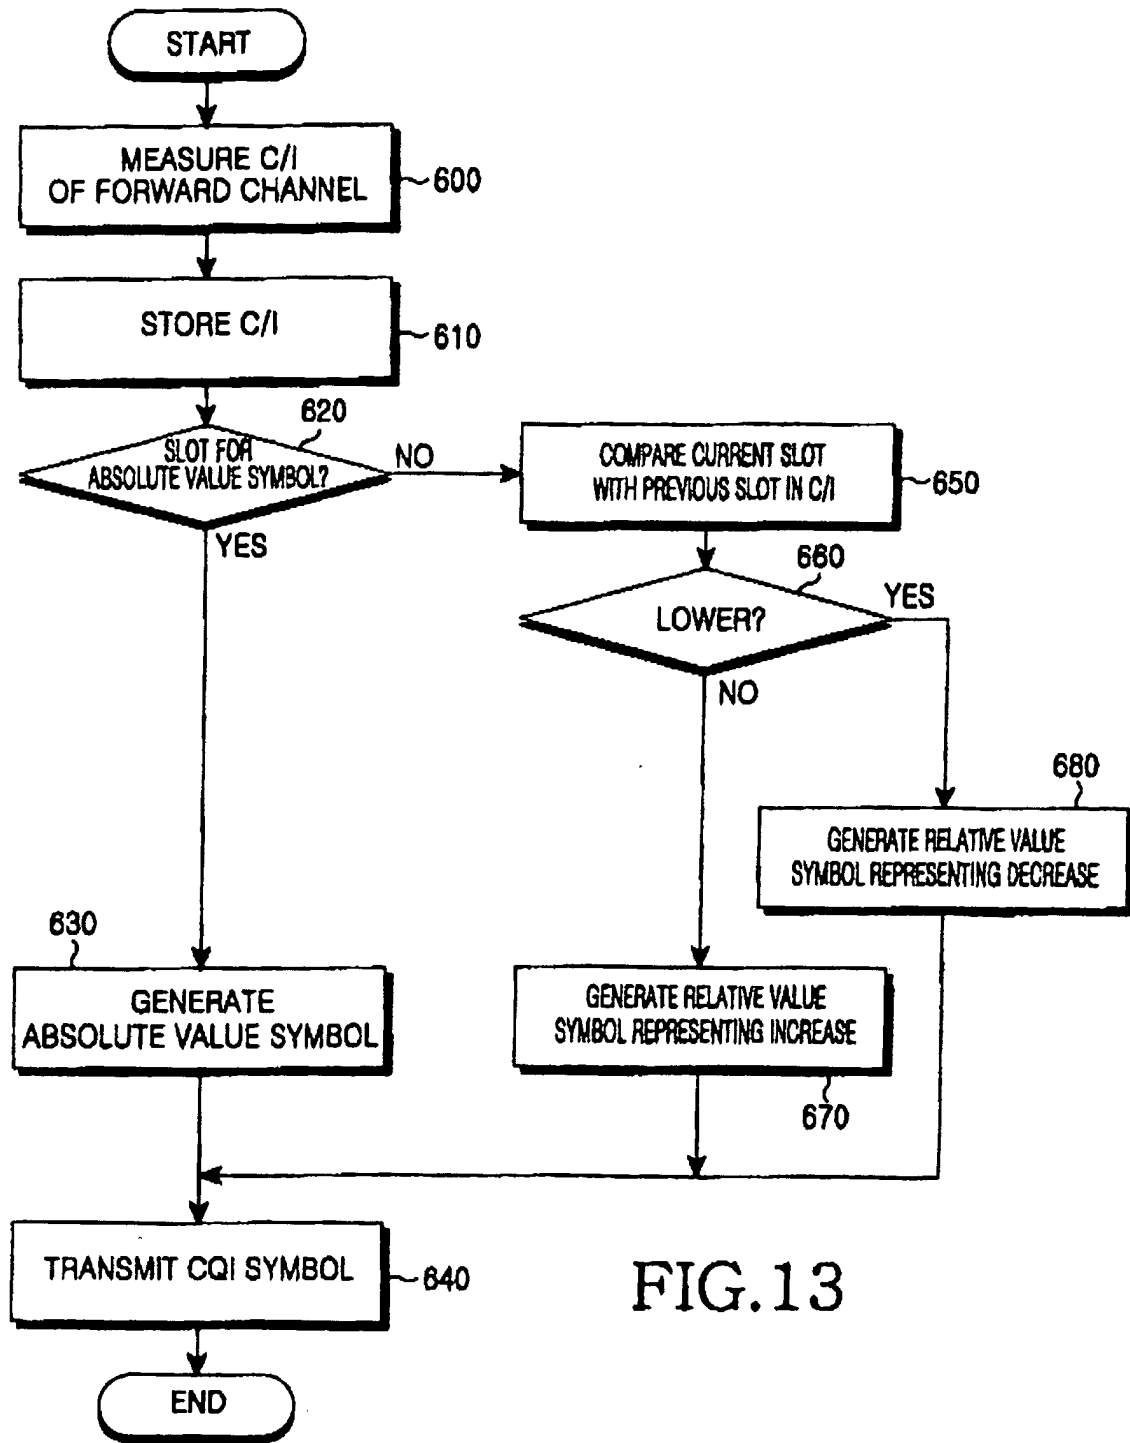 START
MEASURE C/I
OF FORWARD CHANNEL
600
STORE C/I
610
620
SLOT FOR
ABSOLUTE VALUE SYMBOL?
NO
YES
COMPARE CURRENT SLOT
WITH PREVIOUS SLOT IN C/I
650
660
LOWER?
YES
NO
680
GENERATE RELATIVE VALUE
SYMBOL REPRESENTING DECREASE
630
GENERATE
ABSOLUTE VALUE SYMBOL
GENERATE RELATIVE VALUE
SYMBOL REPRESENTING INCREASE
670
TRANSMIT CQI SYMBOL
640
FIG.13
END